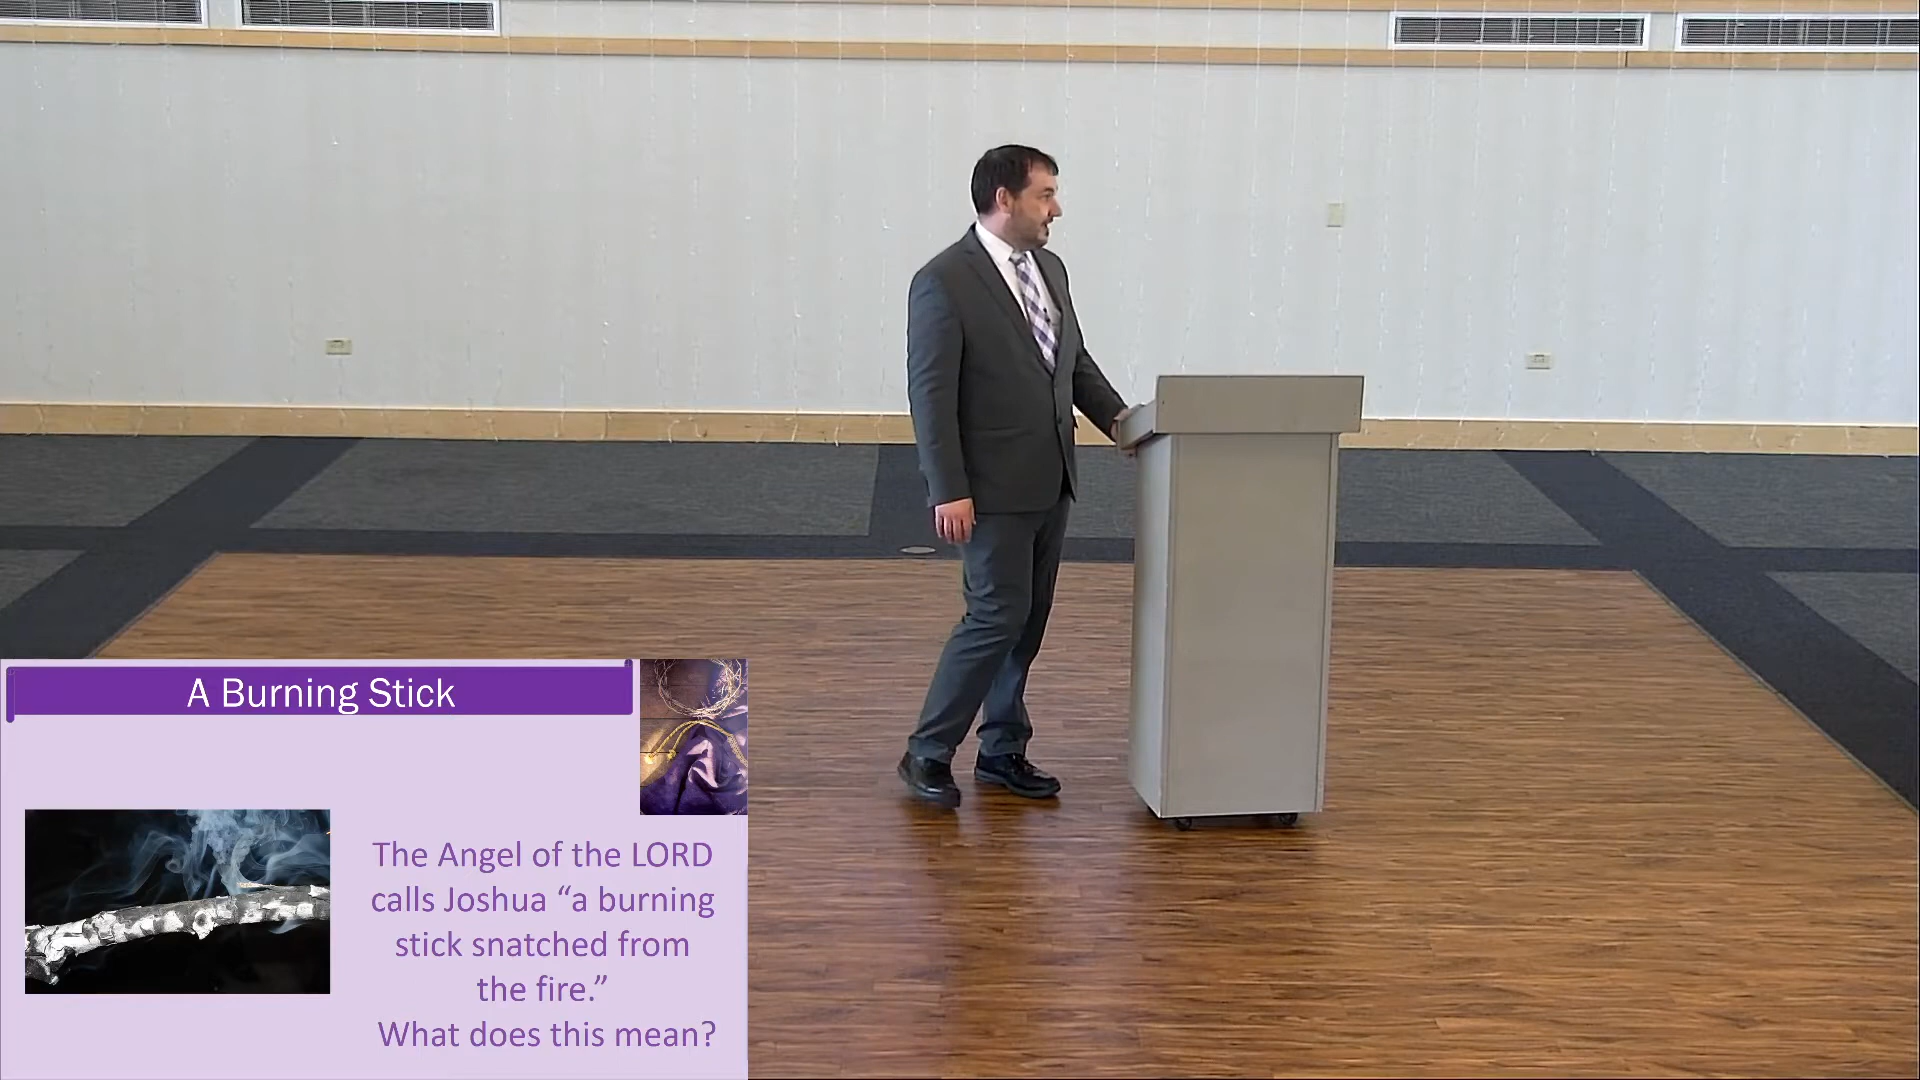 A Burning Stick
The Angel of the LORD
calls Joshua “a burning
stick snatched from
the fire.”
What does this mean?